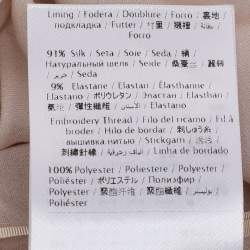 Lining / Fodera / Doublure / Forro / 裏地
/ подкладка / Futter / 村里 / 襯裡 /
Forro
91% Silk / Seta / Soie / Seda / 絹 /
Натуральный шелк / Seide / 桑蚕丝 / 蠶絲
/ حرير / Seda
9% Elastane / Elastan / Élasthanne /
Elastano / ポリウレタン / Эластан / Elasthan /
氨纶 / 彈性纖維 / الاستان / Elastano
Embroidery Thread / Filo del ricamo / Fil à
broder / Hilo de bordar / 刺しゅう糸 /
вышивка нить / Stickgarn / 绣线 /
刺繡針線 / Linha de bordado
100% Polyester / Poliestere / Polyester /
Poliéster / ポリエステル / Полиэфир /
Polyester / 聚酯纤维 / 聚酯纖維 / بوليستر /
Poliéster